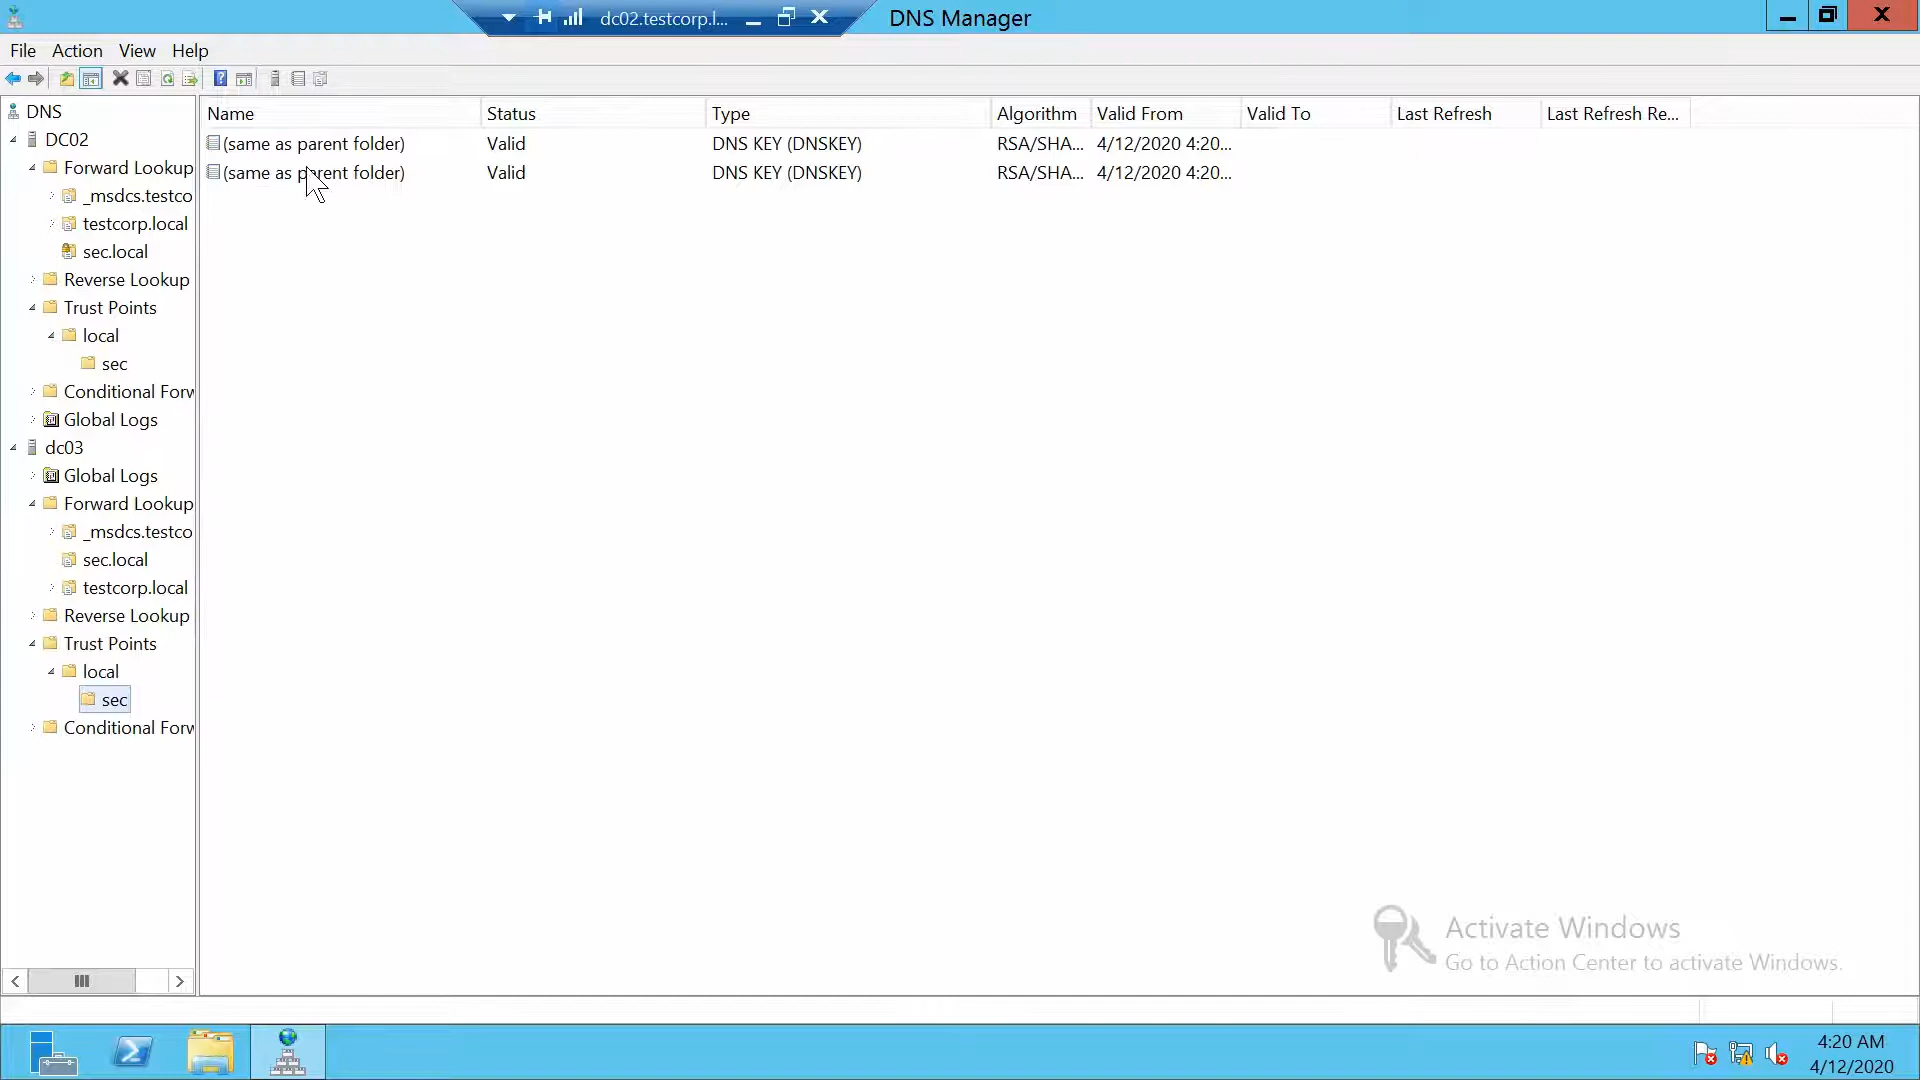 dc02.testcorp.l...
DNS Manager
File Action View Help
DNS
DC02
Forward Lookup
_msdcs.testco
testcorp.local
sec.local
Reverse Lookup
Trust Points
local
sec
Conditional Forw
Global Logs
dc03
Global Logs
Forward Lookup
_msdcs.testco
sec.local
testcorp.local
Reverse Lookup
Trust Points
local
sec
Conditional Forw
Name Status Type Algorithm Valid From Valid To Last Refresh Last Refresh Re...
(same as parent folder) Valid DNS KEY (DNSKEY) RSA/SHA... 4/12/2020 4:20...
(same as parent folder) Valid DNS KEY (DNSKEY) RSA/SHA... 4/12/2020 4:20...
Activate Windows
Go to Action Center to activate Windows.
4:20 AM
4/12/2020